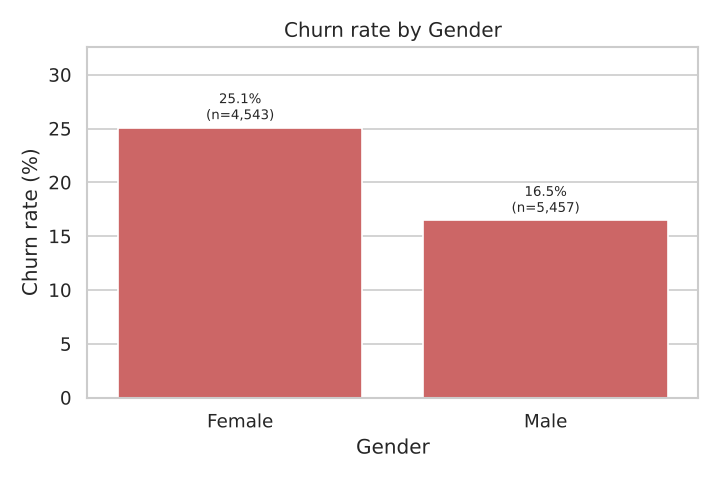 Churn rate by Gender
Churn rate (%)
30
25
20
15
10
5
0
25.1%
(n=4,543)
16.5%
(n=5,457)
Female
Male
Gender